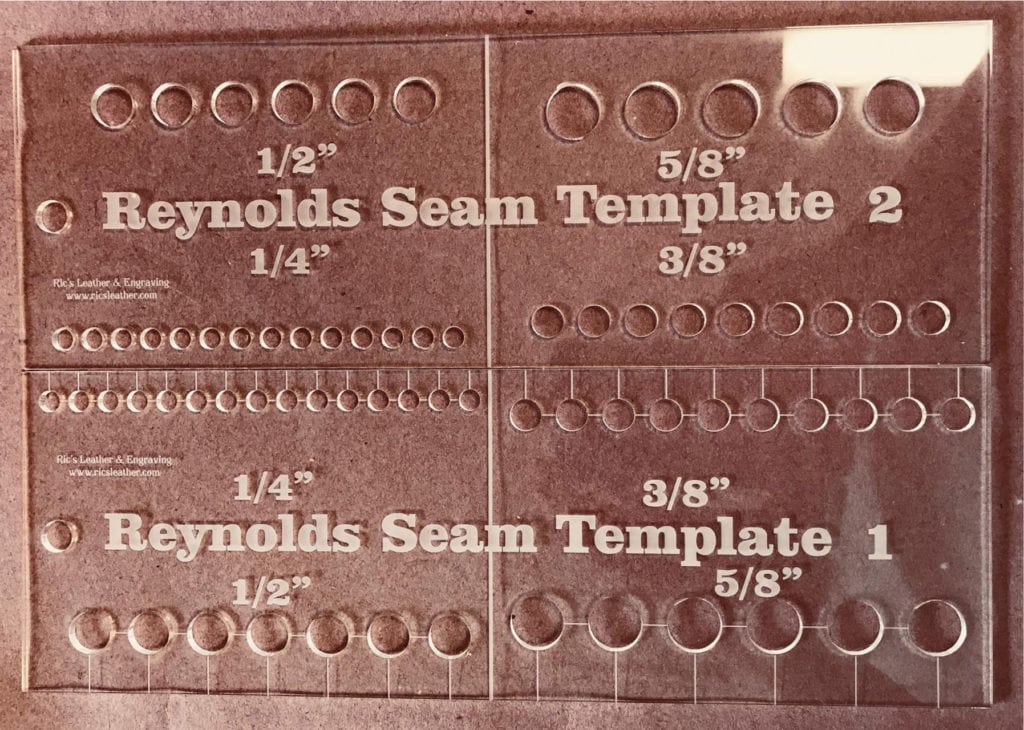 1/2” 5/8”
Reynolds Seam Template 2
1/4” 3/8”
Ric's Leather & Engraving
www.ricsleather.com
Ric's Leather & Engraving
www.ricsleather.com
1/4” 3/8”
Reynolds Seam Template 1
1/2” 5/8”